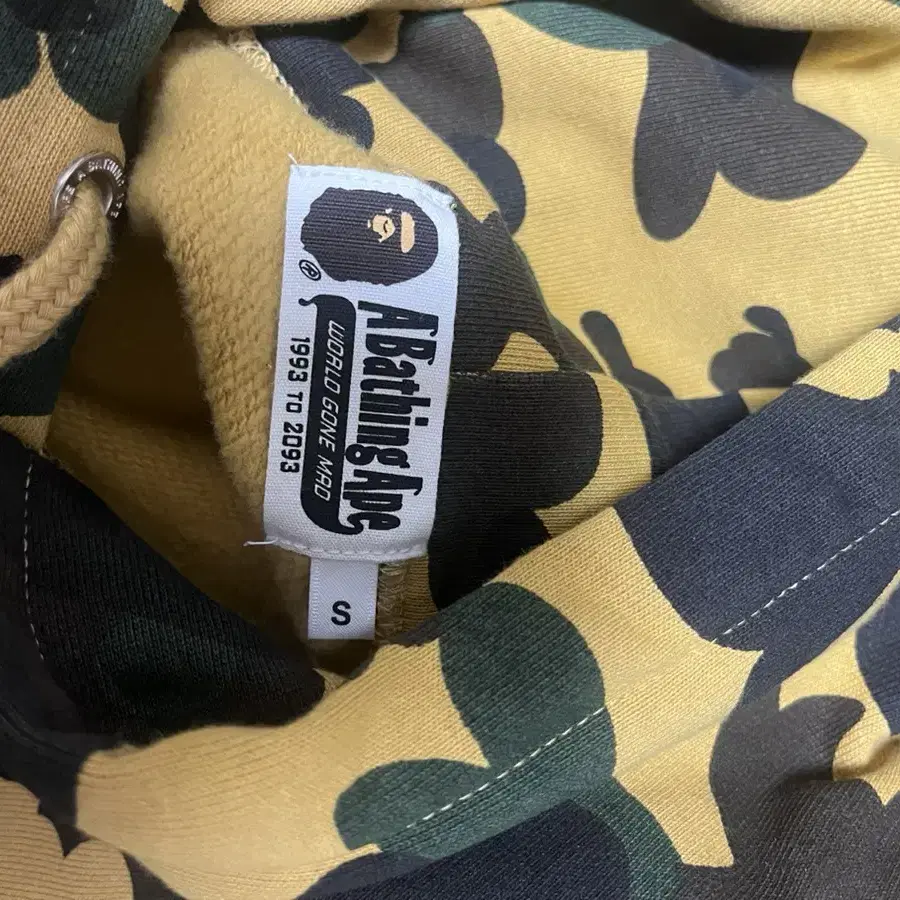 ®
A Bathing Ape
WORLD GONE MAD
1993 TO 2093
S